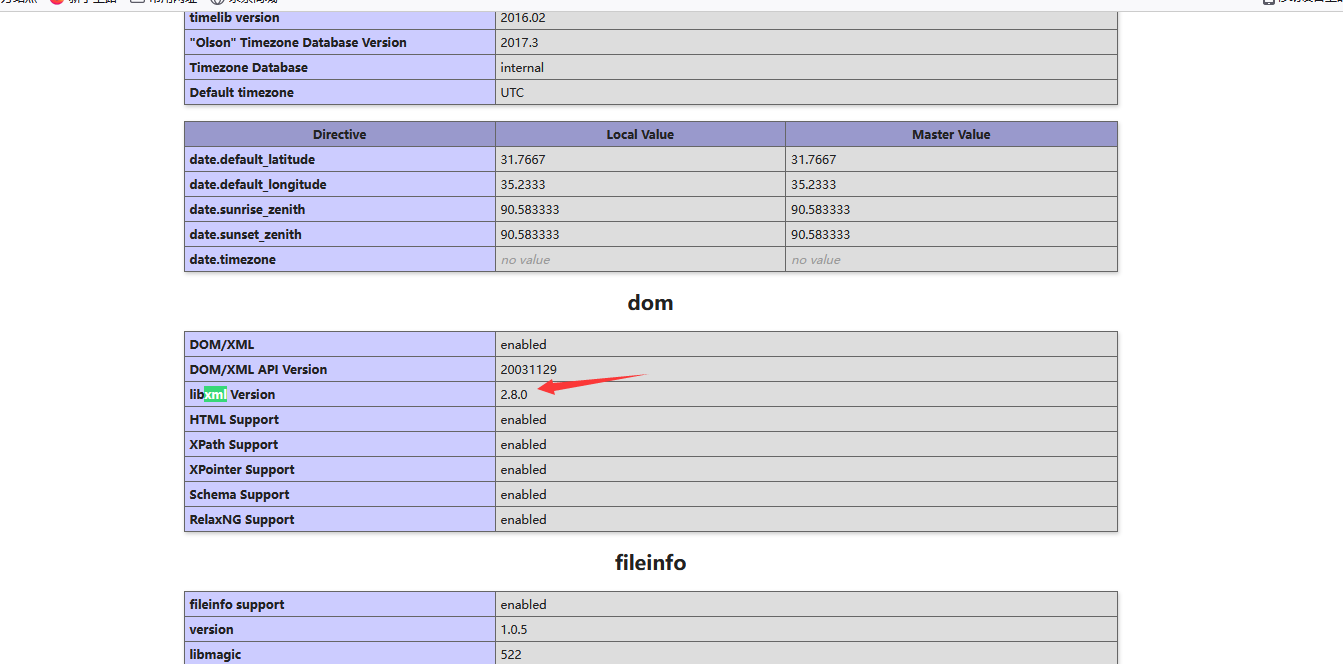 常用网址
timelib version 2016.02
"Olson" Timezone Database Version 2017.3
Timezone Database internal
Default timezone UTC
Directive Local Value Master Value
date.default_latitude 31.7667 31.7667
date.default_longitude 35.2333 35.2333
date.sunrise_zenith 90.583333 90.583333
date.sunset_zenith 90.583333 90.583333
date.timezone no value no value
dom
DOM/XML enabled
DOM/XML API Version 20031129
libxml Version 2.8.0
HTML Support enabled
XPath Support enabled
XPointer Support enabled
Schema Support enabled
RelaxNG Support enabled
fileinfo
fileinfo support enabled
version 1.0.5
libmagic 522